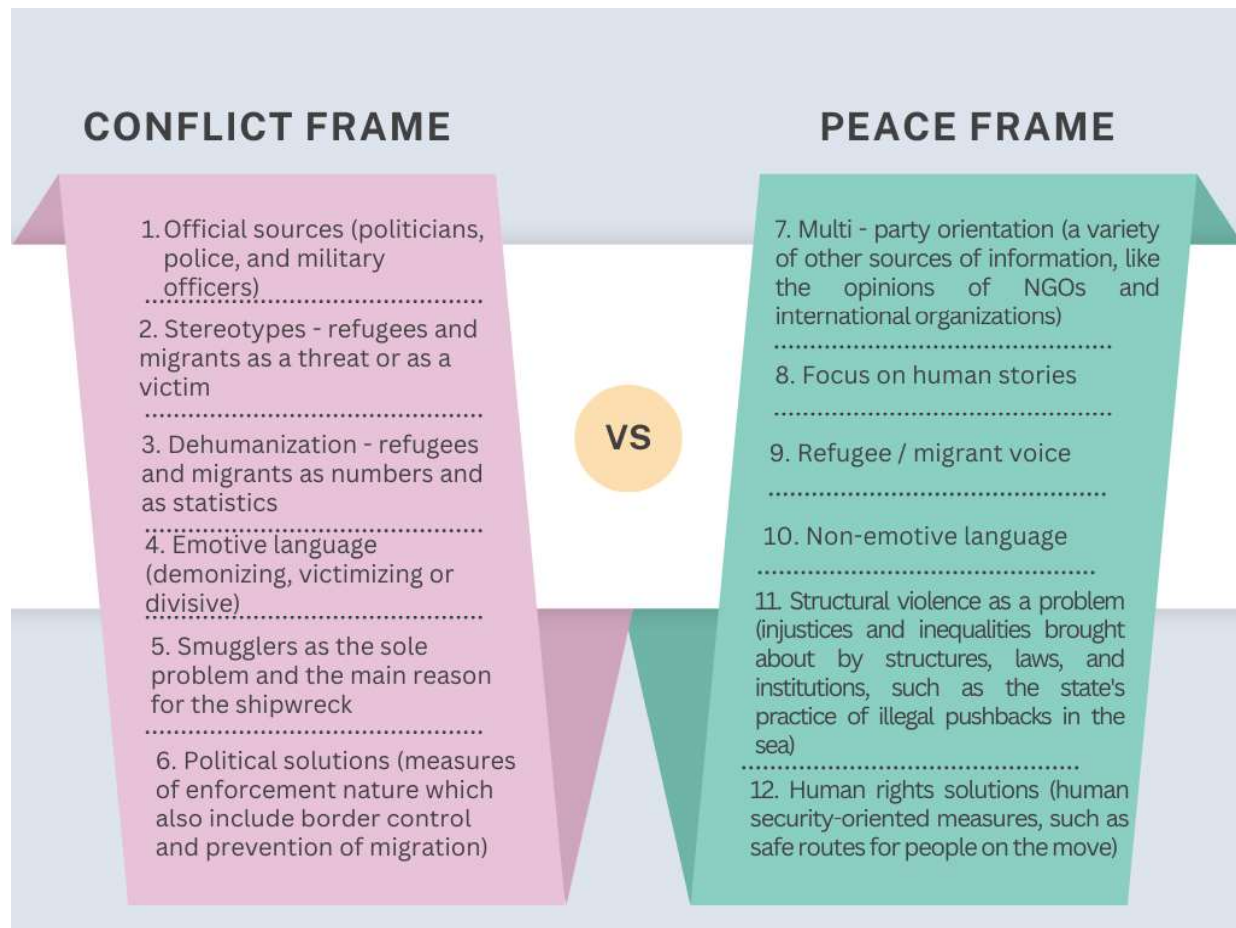 CONFLICT FRAME
1. Official sources (politicians,
police, and military
officers)
2. Stereotypes - refugees and
migrants as a threat or as a
victim
3. Dehumanization - refugees
and migrants as numbers and
as statistics
4. Emotive language
(demonizing, victimizing or
divisive)
5. Smugglers as the sole
problem and the main reason
for the shipwreck
6. Political solutions (measures
of enforcement nature which
also include border control
and prevention of migration)
VS
PEACE FRAME
7. Multi - party orientation (a variety
of other sources of information, like
the opinions of NGOs and
international organizations)
8. Focus on human stories
9. Refugee / migrant voice
10. Non-emotive language
11. Structural violence as a problem
(injustices and inequalities brought
about by structures, laws, and
institutions, such as the state's
practice of illegal pushbacks in the
sea)
12. Human rights solutions (human
security-oriented measures, such as
safe routes for people on the move)